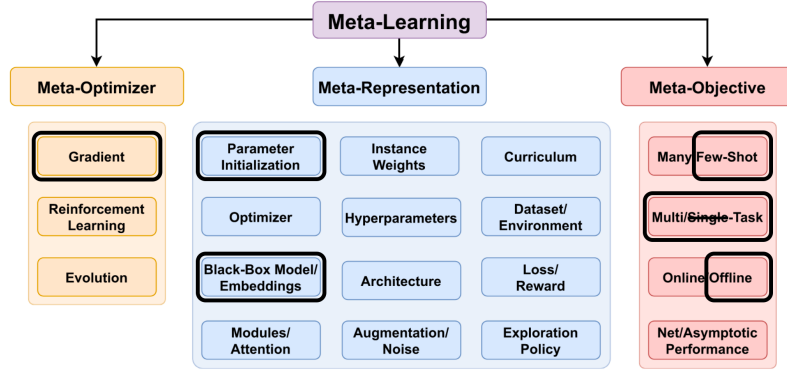 Meta-Learning
Meta-Optimizer
Meta-Representation
Meta-Objective
Gradient
Reinforcement
Learning
Evolution
Parameter
Initialization
Instance
Weights
Curriculum
Optimizer
Hyperparameters
Dataset/
Environment
Black-Box Model/
Embeddings
Architecture
Loss/
Reward
Modules/
Attention
Augmentation/
Noise
Exploration
Policy
Many/Few-Shot
Multi/Single-Task
Online/Offline
Net/Asymptotic
Performance